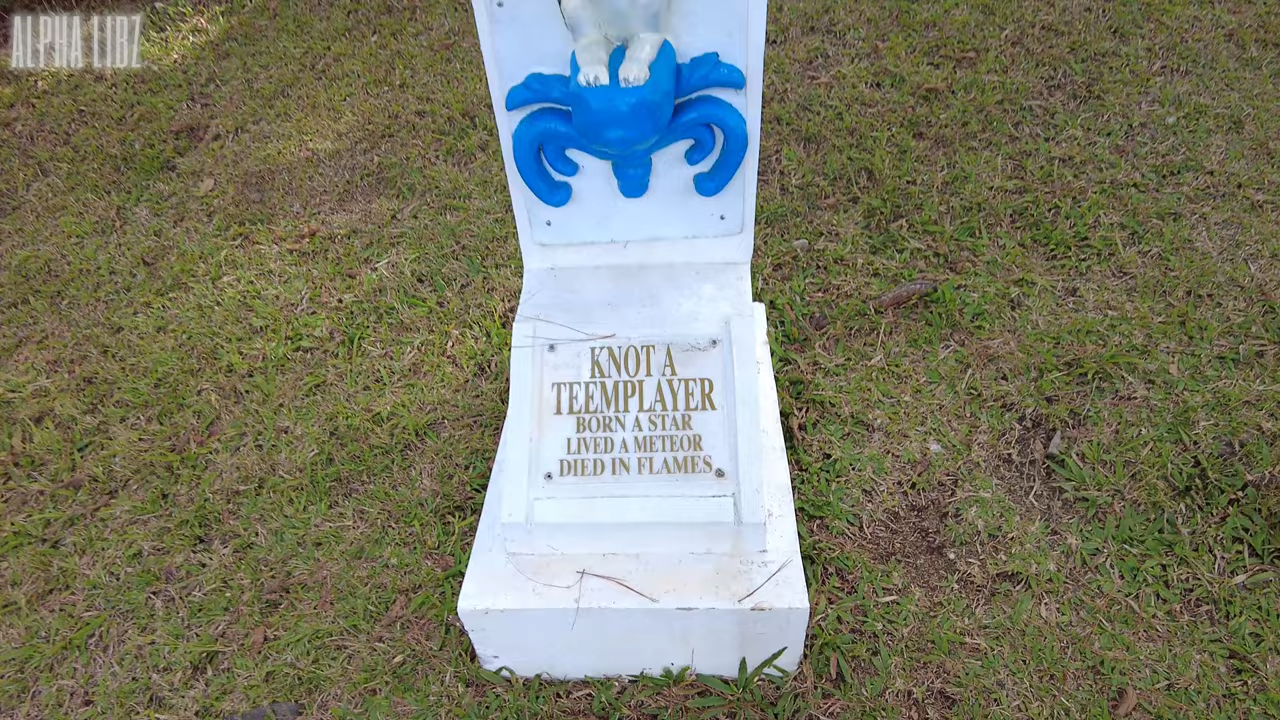 ALPHA LIBZ
KNOT A
TEEMPLAYER
BORN A STAR
LIVED A METEOR
DIED IN FLAMES